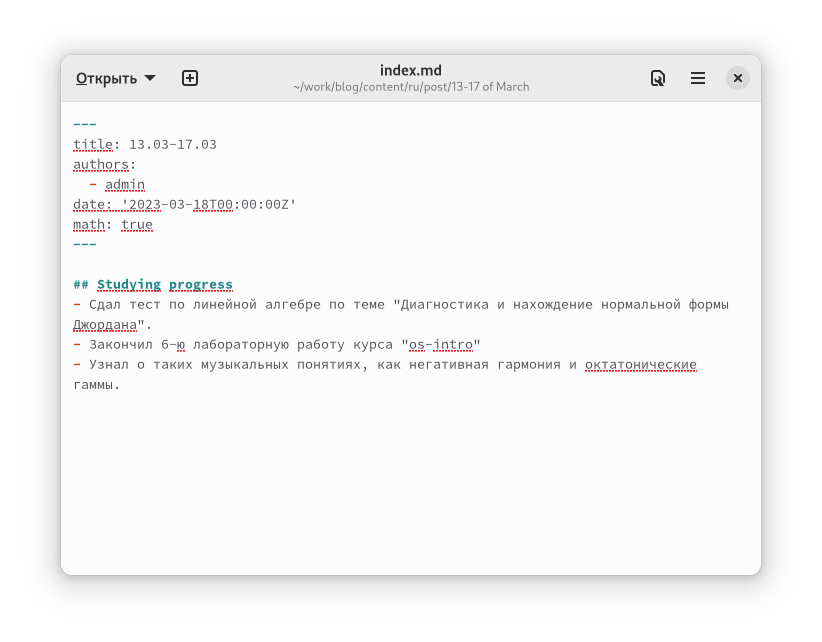 Открыть
index.md
~/work/blog/content/ru/post/13-17 of March
---
title: 13.03-17.03
authors:
  - admin
date: '2023-03-18T00:00:00Z'
math: true
---
## Studying progress
- Сдал тест по линейной алгебре по теме "Диагностика и нахождение нормальной формы
Джордана".
- Закончил 6-ю лабораторную работу курса "os-intro"
- Узнал о таких музыкальных понятиях, как негативная гармония и октатонические
гаммы.